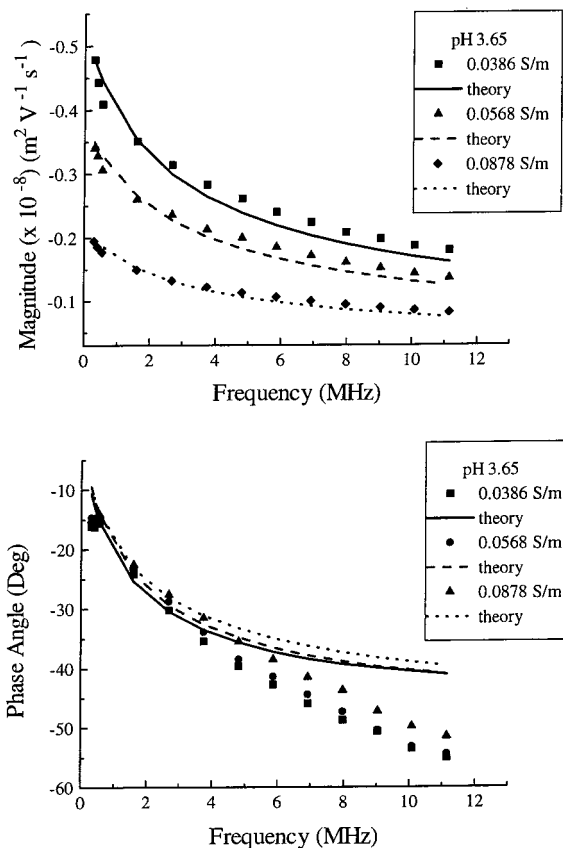 pH 3.65
0.0386 S/m
theory
0.0568 S/m
theory
0.0878 S/m
theory
Magnitude (x 10⁻⁸) (m² V⁻¹ s⁻¹)
-0.5
-0.4
-0.3
-0.2
-0.1
0 2 4 6 8 10 12
Frequency (MHz)
pH 3.65
0.0386 S/m
theory
0.0568 S/m
theory
0.0878 S/m
theory
Phase Angle (Deg)
-10
-20
-30
-40
-50
-60
0 2 4 6 8 10 12
Frequency (MHz)